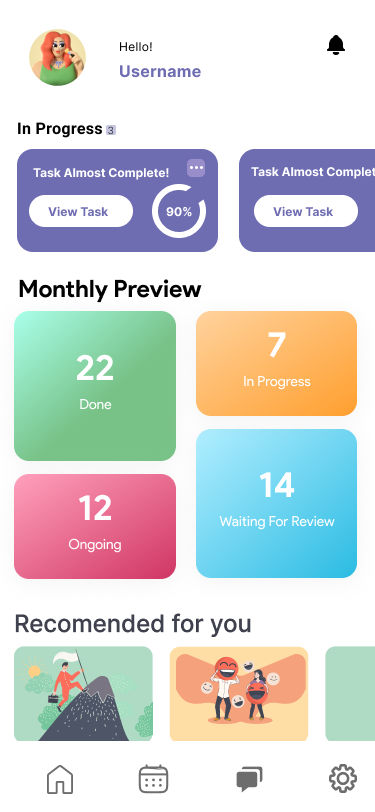 Hello!
Username
In Progress 3
Task Almost Complete!
View Task
90%
Task Almost Complet
View Task
Monthly Preview
22
Done
7
In Progress
12
Ongoing
14
Waiting For Review
Recomended for you